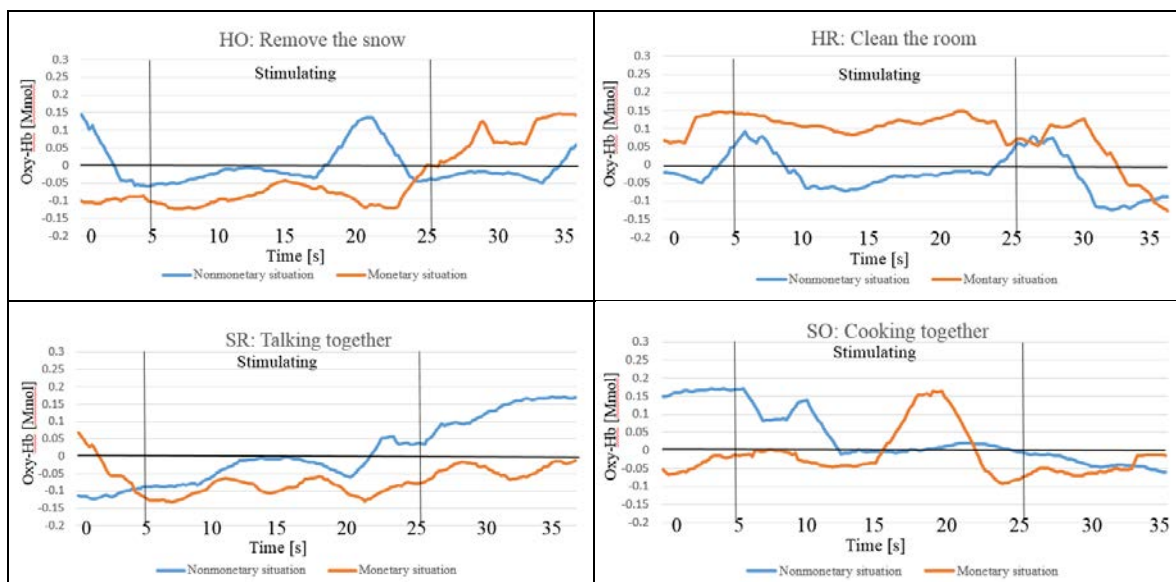 HO: Remove the snow
Stimulating
Oxy-Hb [Mmol]
0.3
0.25
0.2
0.15
0.1
0.05
0
-0.05
-0.1
-0.15
-0.2
0 5 10 15 20 25 30 35
Time [s]
Nonmonetary situation Monetary situation
HR: Clean the room
Stimulating
Oxy-Hb [Mmol]
0.3
0.25
0.2
0.15
0.1
0.05
0
-0.05
-0.1
-0.15
-0.2
0 5 10 15 20 25 30 35
Time [s]
Nonmonetary situation Montary situation
SR: Talking together
Stimulating
Oxy-Hb [Mmol]
0.3
0.25
0.2
0.15
0.1
0.05
0
-0.05
-0.1
-0.15
-0.2
0 5 10 15 20 25 30 35
Time [s]
Nonmonetary situation Monetary situation
SO: Cooking together
Stimulating
Oxy-Hb [Mmol]
0.3
0.25
0.2
0.15
0.1
0.05
0
-0.05
-0.1
-0.15
-0.2
0 5 10 15 20 25 30 35
Time [s]
Nonmonetary situation Monetary situation